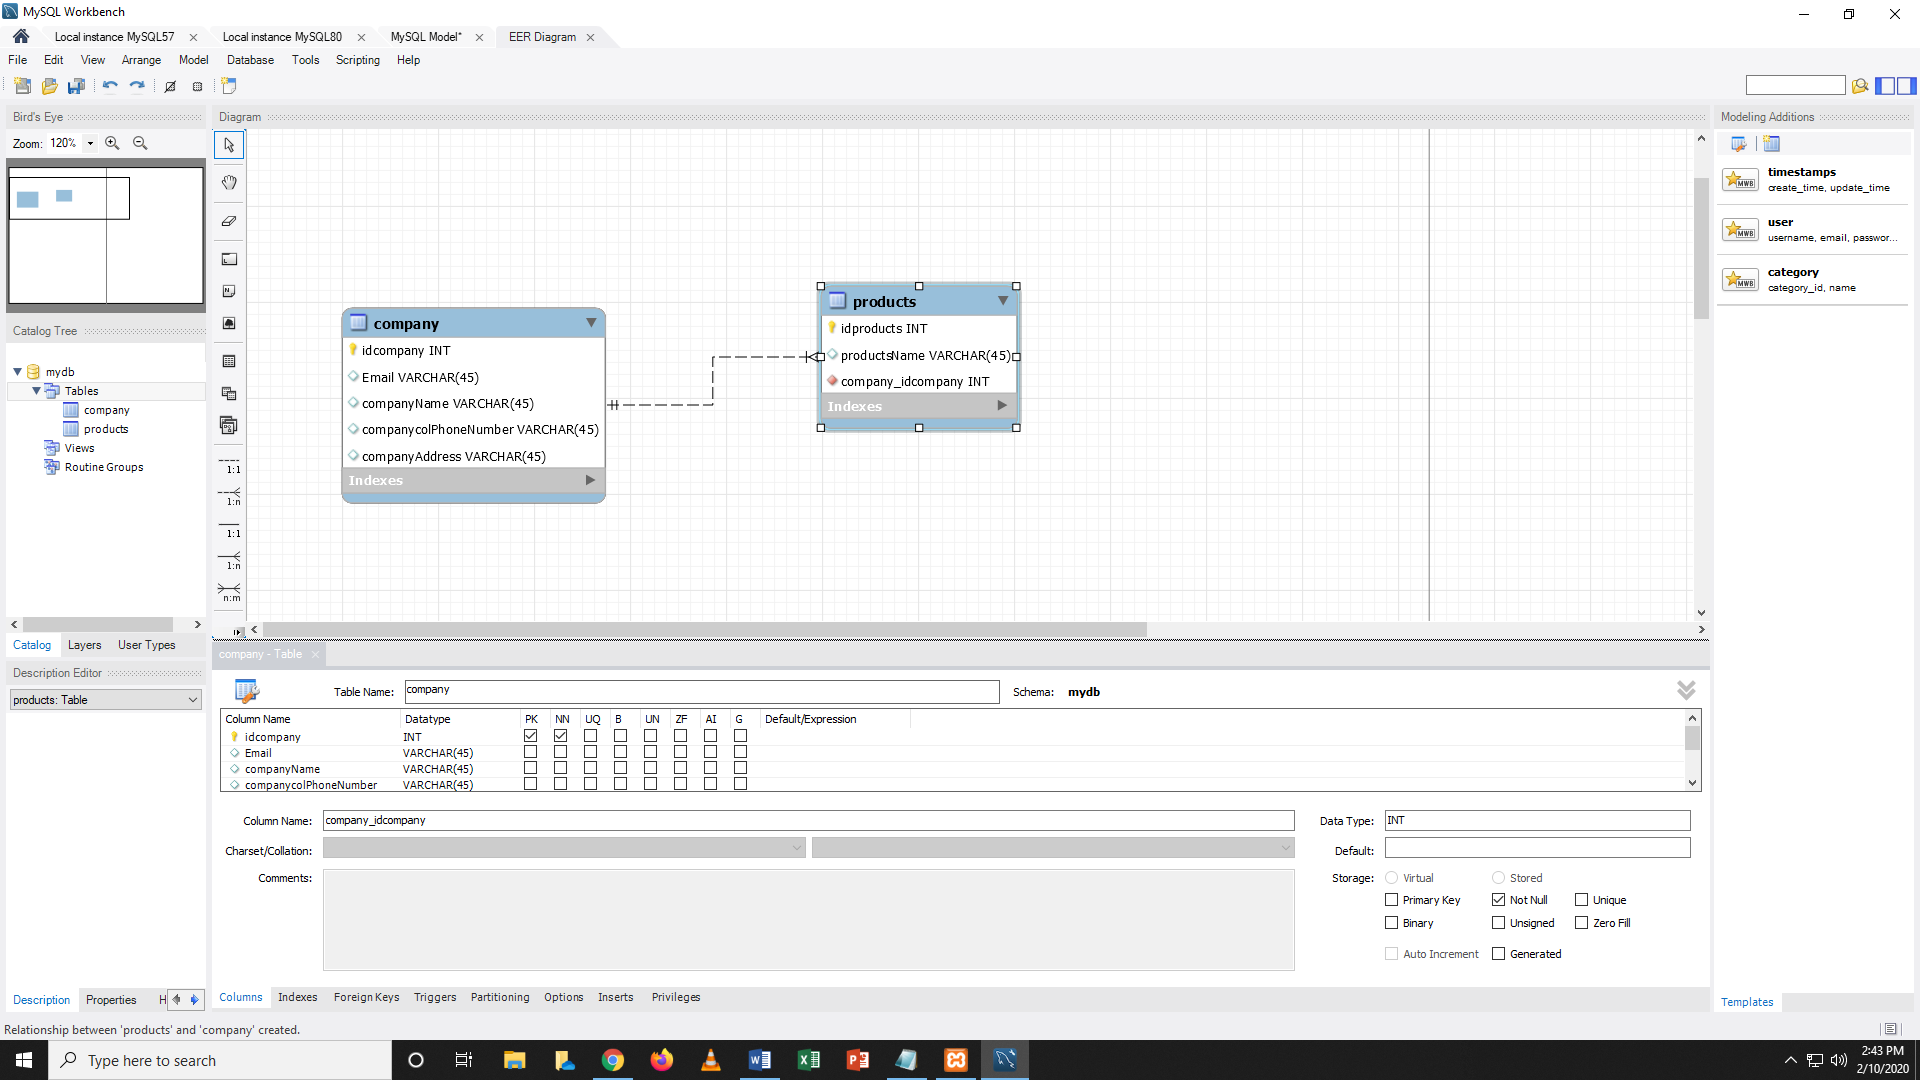 MySQL Workbench
Local instance MySQL57
Local instance MySQL80
MySQL Model*
EER Diagram
File Edit View Arrange Model Database Tools Scripting Help
Bird's Eye
Zoom: 120%
Catalog Tree
mydb
Tables
company
products
Views
Routine Groups
Catalog Layers User Types
Description Editor
products: Table
Description Properties H
Diagram
1:1
1:n
1:1
1:n
n:m
company
idcompany INT
Email VARCHAR(45)
companyName VARCHAR(45)
companycolPhoneNumber VARCHAR(45)
companyAddress VARCHAR(45)
Indexes
products
idproducts INT
productsName VARCHAR(45)
company_idcompany INT
Indexes
Modeling Additions
MWB
timestamps
create_time, update_time
MWB
user
username, email, passwor...
MWB
category
category_id, name
Templates
company - Table
Table Name: company Schema: mydb
Column Name Datatype PK NN UQ B UN ZF AI G Default/Expression
idcompany INT
Email VARCHAR(45)
companyName VARCHAR(45)
companycolPhoneNumber VARCHAR(45)
Column Name: company_idcompany Data Type: INT
Charset/Collation: Default:
Comments: Storage: Virtual Stored
Primary Key Not Null Unique
Binary Unsigned Zero Fill
Auto Increment Generated
Columns Indexes Foreign Keys Triggers Partitioning Options Inserts Privileges
Relationship between 'products' and 'company' created.
Type here to search
2:43 PM
2/10/2020